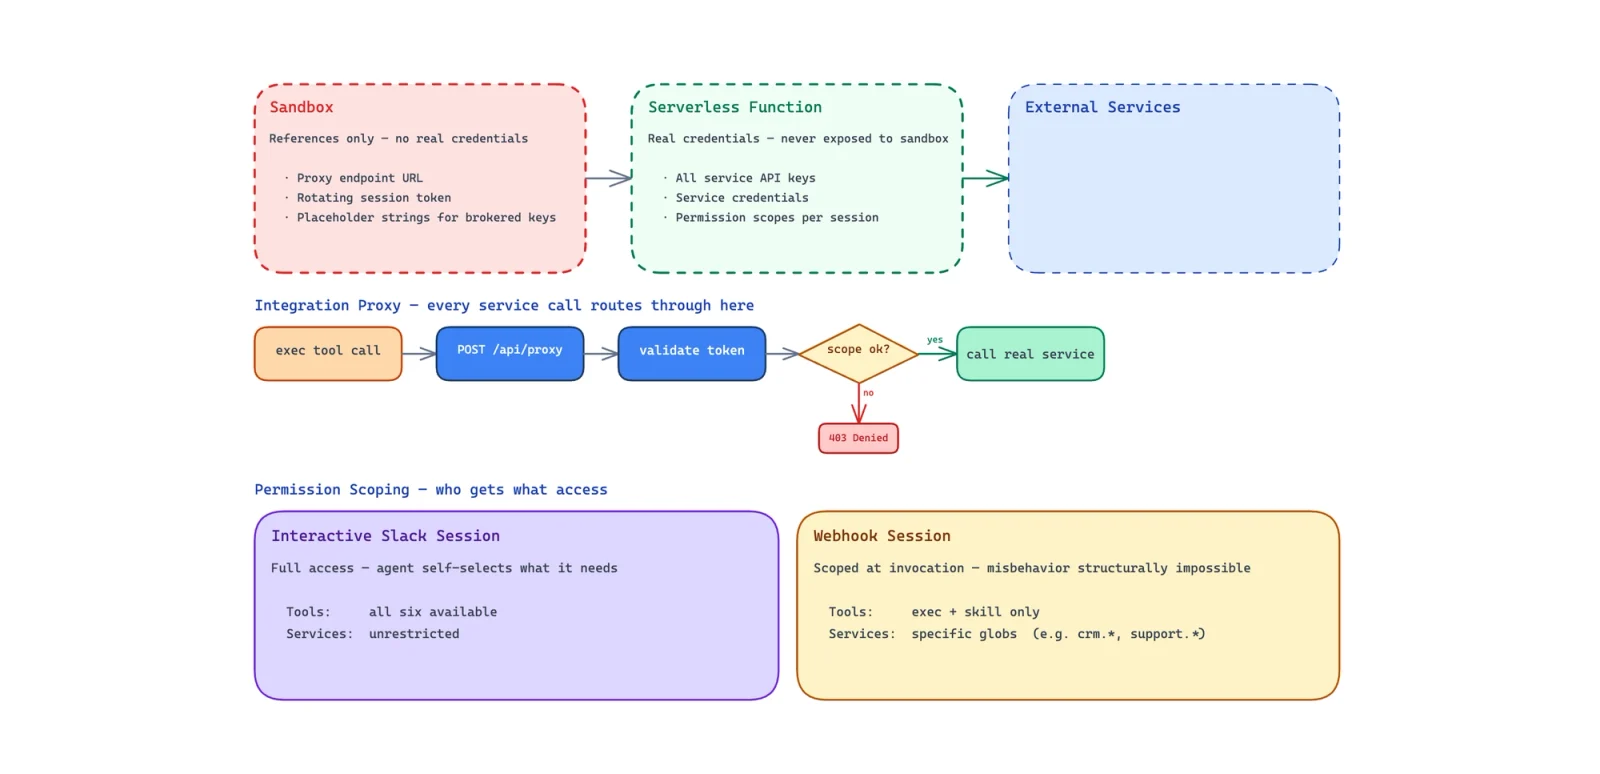 Sandbox
References only — no real credentials
· Proxy endpoint URL
· Rotating session token
· Placeholder strings for brokered keys
Serverless Function
Real credentials — never exposed to sandbox
· All service API keys
· Service credentials
· Permission scopes per session
External Services
Integration Proxy — every service call routes through here
exec tool call
POST /api/proxy
validate token
scope ok?
yes
call real service
no
403 Denied
Permission Scoping — who gets what access
Interactive Slack Session
Full access — agent self-selects what it needs
Tools: all six available
Services: unrestricted
Webhook Session
Scoped at invocation — misbehavior structurally impossible
Tools: exec + skill only
Services: specific globs (e.g. crm.*, support.*)